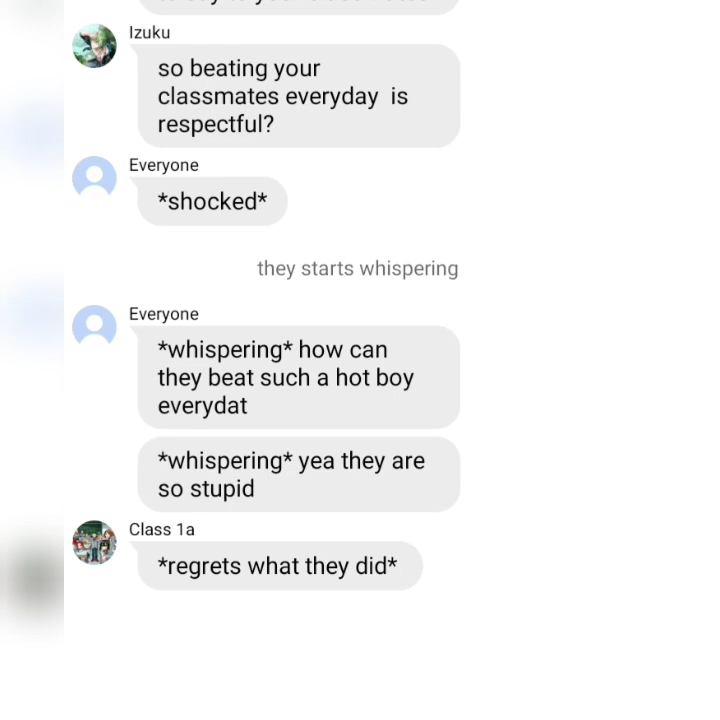 Izuku
so beating your
classmates everyday is
respectful?
Everyone
*shocked*
they starts whispering
Everyone
*whispering* how can
they beat such a hot boy
everydat
*whispering* yea they are
so stupid
Class 1a
*regrets what they did*